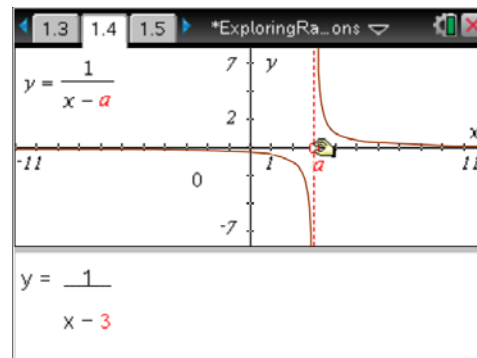 1.3 1.4 1.5 *ExploringRa…ons
y = 1
x – a
7 y
2
x
-11 1 a 11
0
-7
y = 1
x – 3